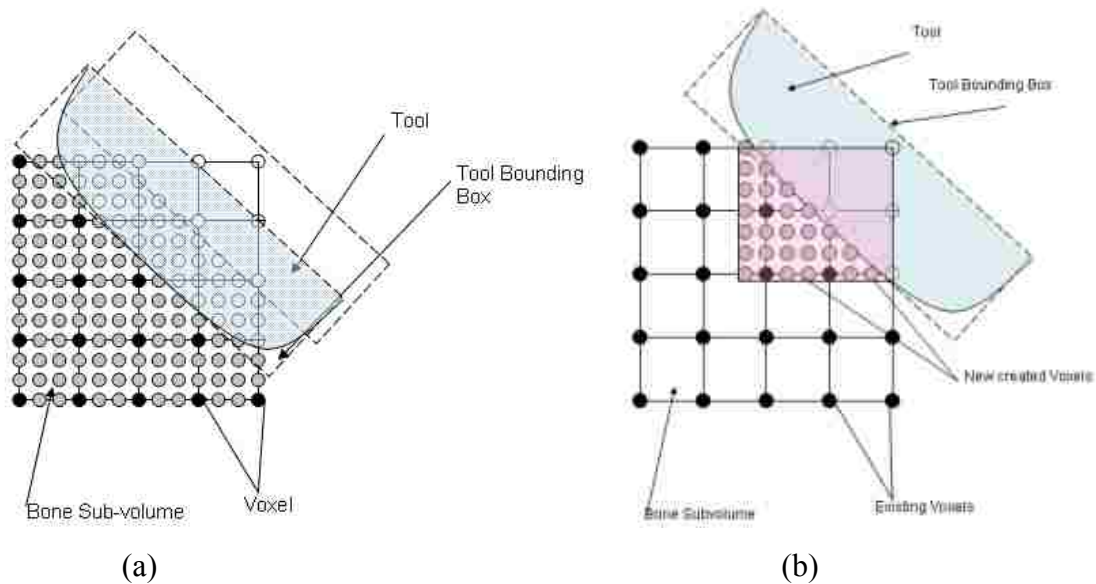 Tool
Tool Bounding
Box
Bone Sub-volume
Voxel
(a)
Tool
Tool Bounding Box
New created Voxels
Bone Subvolume
Existing Voxels
(b)